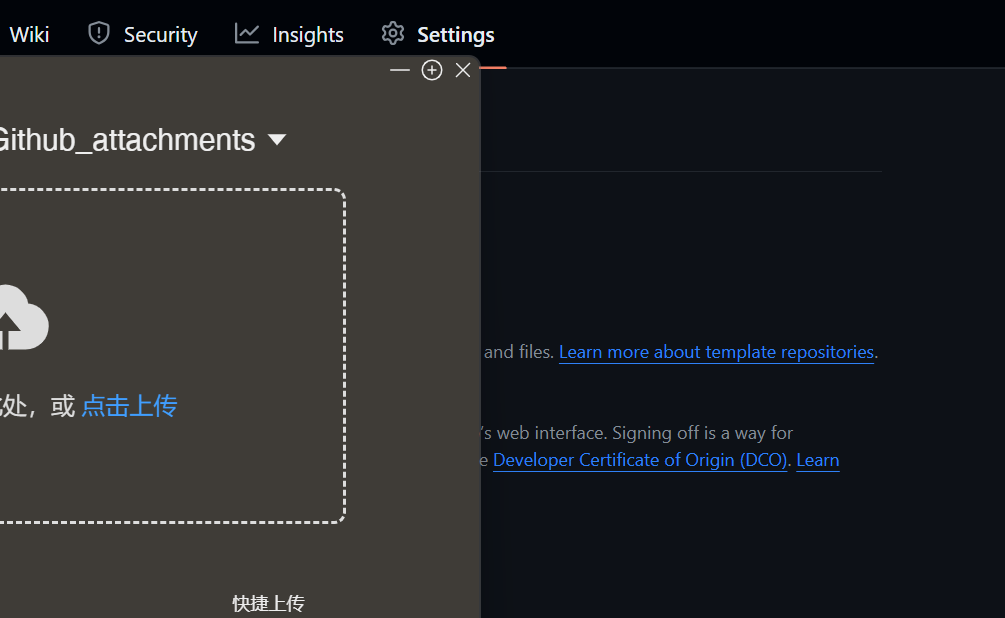 Wiki Security Insights Settings
Github_attachments
and files. Learn more about template repositories.
处，或 点击上传
's web interface. Signing off is a way for
e Developer Certificate of Origin (DCO). Learn
快捷上传